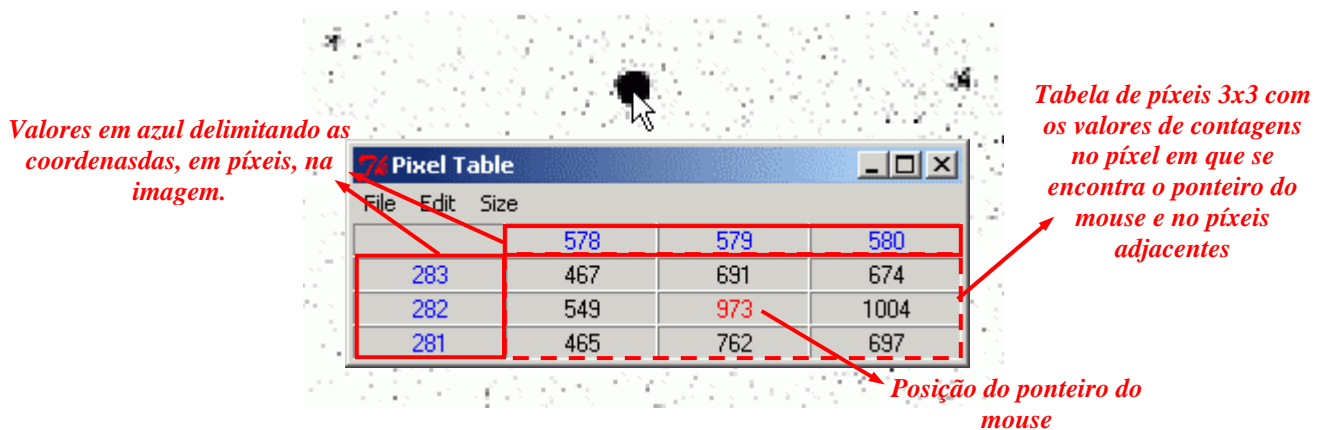 Valores em azul delimitando as
coordenasdas, em píxeis, na
imagem.
Tabela de píxeis 3x3 com
os valores de contagens
no píxel em que se
encontra o ponteiro do
mouse e no píxeis
adjacentes
Pixel Table
File Edit Size
578 579 580
283 467 691 674
282 549 973 1004
281 465 762 697
Posição do ponteiro do
mouse